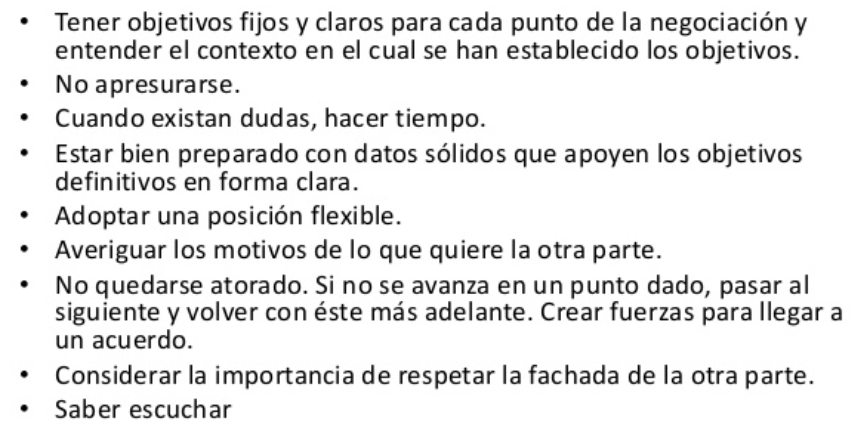 • Tener objetivos fijos y claros para cada punto de la negociación y
entender el contexto en el cual se han establecido los objetivos.
• No apresurarse.
• Cuando existan dudas, hacer tiempo.
• Estar bien preparado con datos sólidos que apoyen los objetivos
definitivos en forma clara.
• Adoptar una posición flexible.
• Averiguar los motivos de lo que quiere la otra parte.
• No quedarse atorado. Si no se avanza en un punto dado, pasar al
siguiente y volver con éste más adelante. Crear fuerzas para llegar a
un acuerdo.
• Considerar la importancia de respetar la fachada de la otra parte.
• Saber escuchar